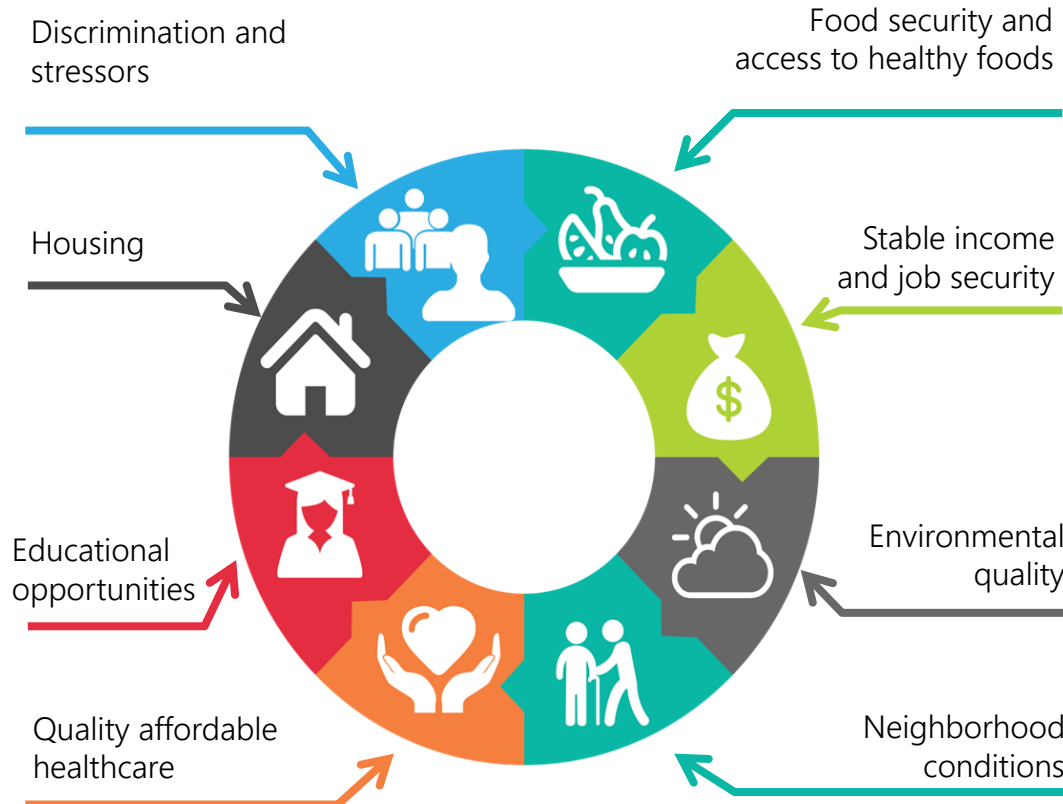 Discrimination and
stressors
Food security and
access to healthy foods
Housing
Stable income
and job security
$
Educational
opportunities
Environmental
quality
Quality affordable
healthcare
Neighborhood
conditions